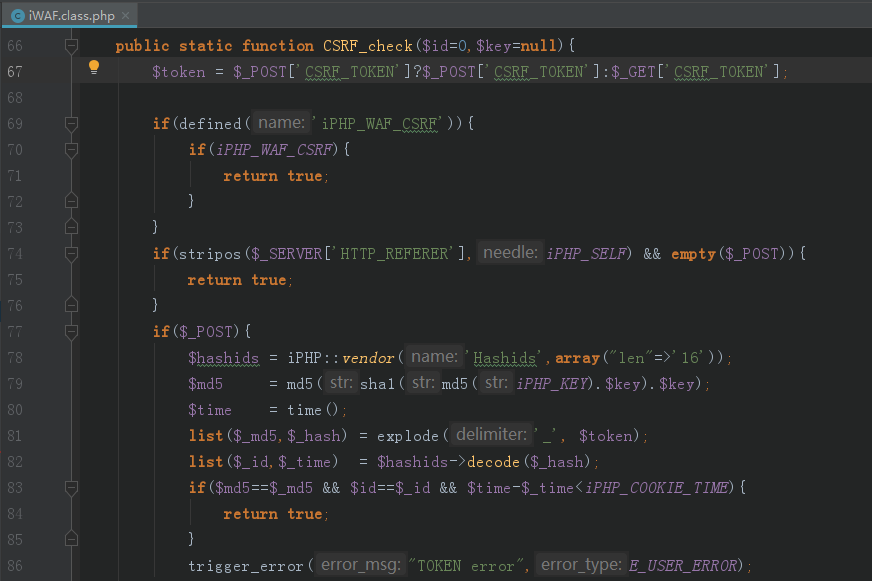 iWAF.class.php
66 public static function CSRF_check($id=0,$key=null){
67 $token = $_POST['CSRF_TOKEN']?$_POST['CSRF_TOKEN']:$_GET['CSRF_TOKEN'];
68
69 if(defined( name: 'iPHP_WAF_CSRF')){
70 if(iPHP_WAF_CSRF){
71 return true;
72 }
73 }
74 if(stripos($_SERVER['HTTP_REFERER'], needle: iPHP_SELF) && empty($_POST)){
75 return true;
76 }
77 if($_POST){
78 $hashids = iPHP::vendor( name: 'Hashids',array("len"=>'16'));
79 $md5 = md5( str: sha1( str: md5( str: iPHP_KEY).$key).$key);
80 $time = time();
81 list($_md5,$_hash) = explode( delimiter: '_', $token);
82 list($_id,$_time) = $hashids->decode($_hash);
83 if($md5==$_md5 && $id==$_id && $time-$_time<iPHP_COOKIE_TIME){
84 return true;
85 }
86 trigger_error( error_msg: "TOKEN error", error_type: E_USER_ERROR);